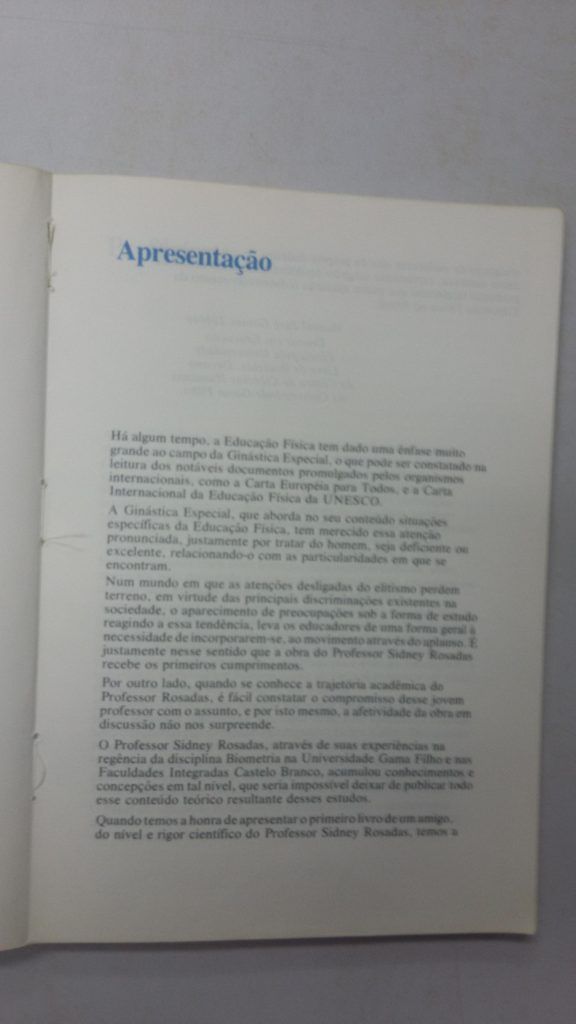 Apresentação
Há algum tempo, a Educação Física tem dado uma ênfase muito
grande ao campo da Ginástica Especial, o que pode ser constatado na
leitura dos notáveis documentos promulgados pelos organismos
internacionais, como a Carta Européia para Todos, e a Carta
Internacional da Educação Física da UNESCO.
A Ginástica Especial, que aborda no seu conteúdo situações
específicas da Educação Física, tem merecido essa atenção
pronunciada, justamente por tratar do homem, seja deficiente ou
excelente, relacionando-o com as particularidades em que se
encontram.
Num mundo em que as atenções desligadas do elitismo perdem
terreno, em virtude das principais discriminações existentes na
sociedade, o aparecimento de preocupações sob a forma de estudo
reagindo a essa tendência, leva os educadores de uma forma geral à
necessidade de incorporarem-se, ao movimento através do aplauso. É
justamente nesse sentido que a obra do Professor Sidney Rosadas
recebe os primeiros cumprimentos.
Por outro lado, quando se conhece a trajetória acadêmica do
Professor Rosadas, é fácil constatar o compromisso desse jovem
professor com o assunto, e por isto mesmo, a afetividade da obra em
discussão não nos surpreende.
O Professor Sidney Rosadas, através de suas experiências na
regência da disciplina Biometria na Universidade Gama Filho e nas
Faculdades Integradas Castelo Branco, acumulou conhecimentos e
concepções em tal nível, que seria impossível deixar de publicar todo
esse conteúdo teórico resultante desses estudos.
Quando temos a honra de apresentar o primeiro livro de um amigo,
do nível e rigor científico do Professor Sidney Rosadas, temos a